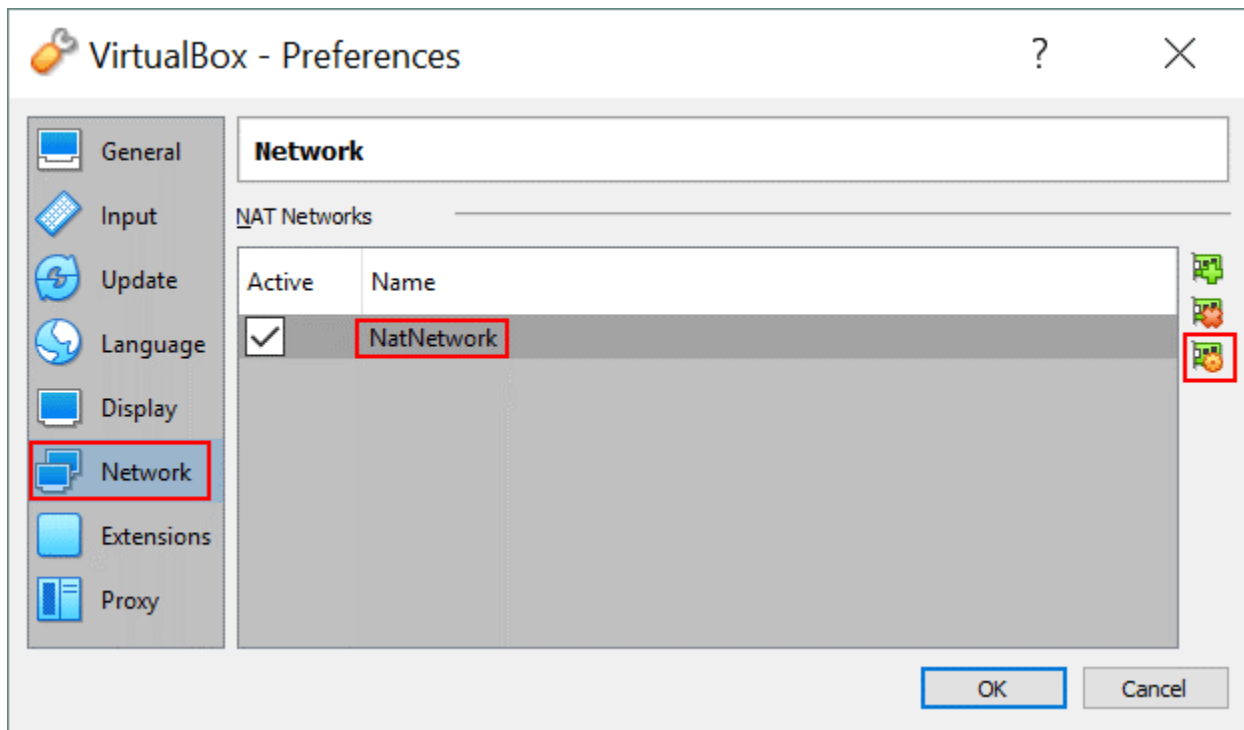 VirtualBox - Preferences
?
General
Input
Update
Language
Display
Network
Extensions
Proxy
Network
NAT Networks
Active Name
NatNetwork
OK Cancel